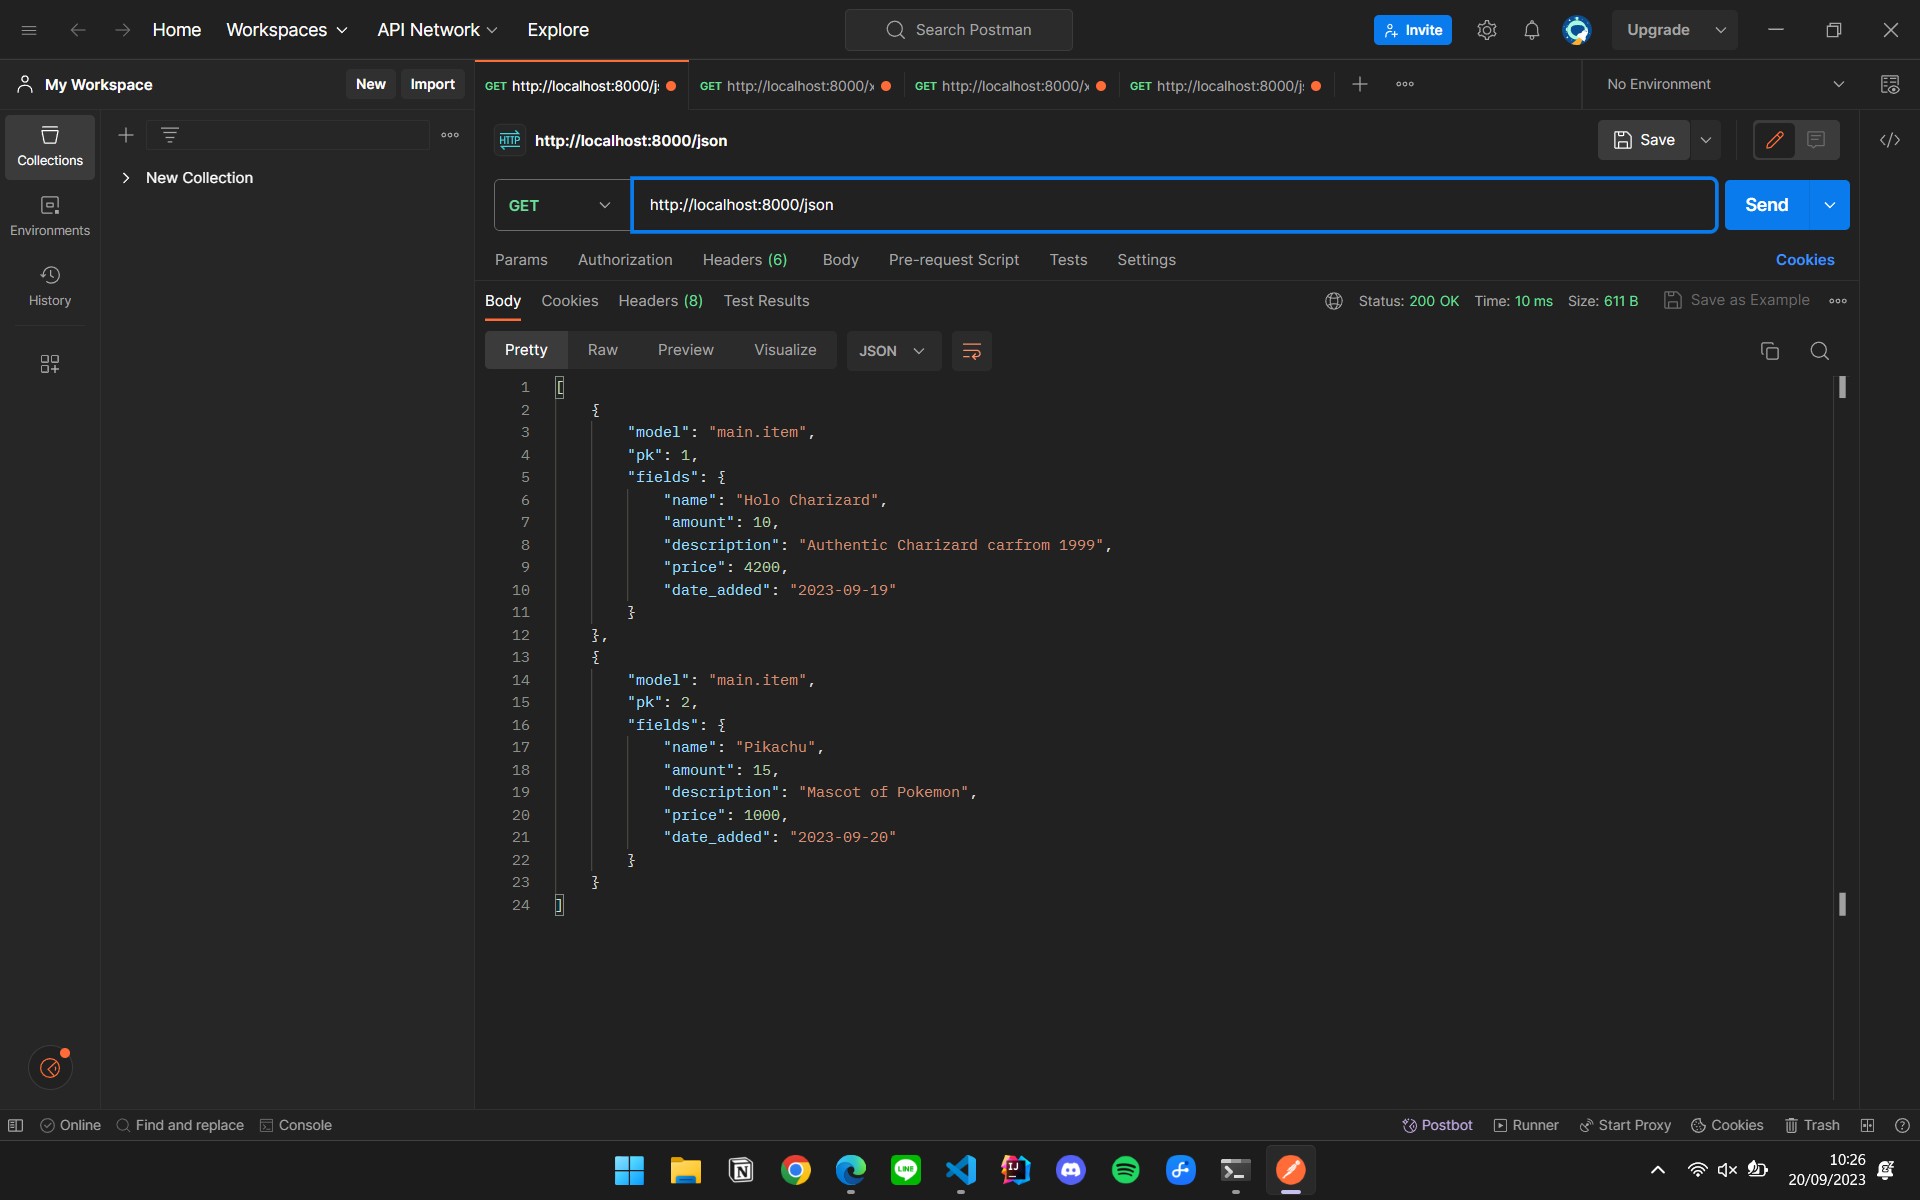 Home Workspaces API Network Explore Search Postman Invite Upgrade
My Workspace New Import GET http://localhost:8000/j GET http://localhost:8000/x GET http://localhost:8000/x GET http://localhost:8000/j No Environment
Collections
Environments
History
New Collection
HTTP http://localhost:8000/json Save
GET http://localhost:8000/json Send
Params Authorization Headers (6) Body Pre-request Script Tests Settings Cookies
Body Cookies Headers (8) Test Results Status: 200 OK Time: 10 ms Size: 611 B Save as Example
Pretty Raw Preview Visualize JSON
1 [
2 {
3 "model": "main.item",
4 "pk": 1,
5 "fields": {
6 "name": "Holo Charizard",
7 "amount": 10,
8 "description": "Authentic Charizard carfrom 1999",
9 "price": 4200,
10 "date_added": "2023-09-19"
11 }
12 },
13 {
14 "model": "main.item",
15 "pk": 2,
16 "fields": {
17 "name": "Pikachu",
18 "amount": 15,
19 "description": "Mascot of Pokemon",
20 "price": 1000,
21 "date_added": "2023-09-20"
22 }
23 }
24 ]
Online Find and replace Console Postbot Runner Start Proxy Cookies Trash
LINE IJ 10:26
20/09/2023